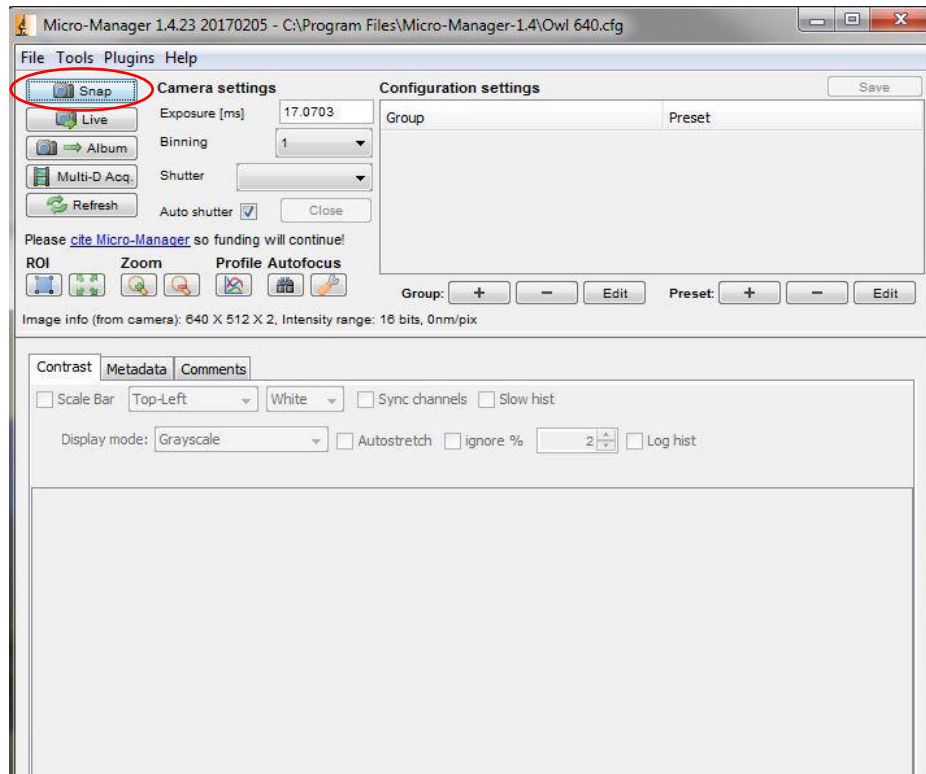 Micro-Manager 1.4.23 20170205 - C:\Program Files\Micro-Manager-1.4\Owl 640.cfg
File Tools Plugins Help
Snap Camera settings Configuration settings Save
Live Exposure [ms] 17.0703 Group Preset
Album Binning 1
Multi-D Acq. Shutter
Refresh Auto shutter Close
Please cite Micro-Manager so funding will continue!
ROI Zoom Profile Autofocus
Group: + - Edit Preset: + - Edit
Image info (from camera): 640 X 512 X 2, Intensity range: 16 bits, 0nm/pix
Contrast Metadata Comments
Scale Bar Top-Left White Sync channels Slow hist
Display mode: Grayscale Autostretch ignore % 2 Log hist